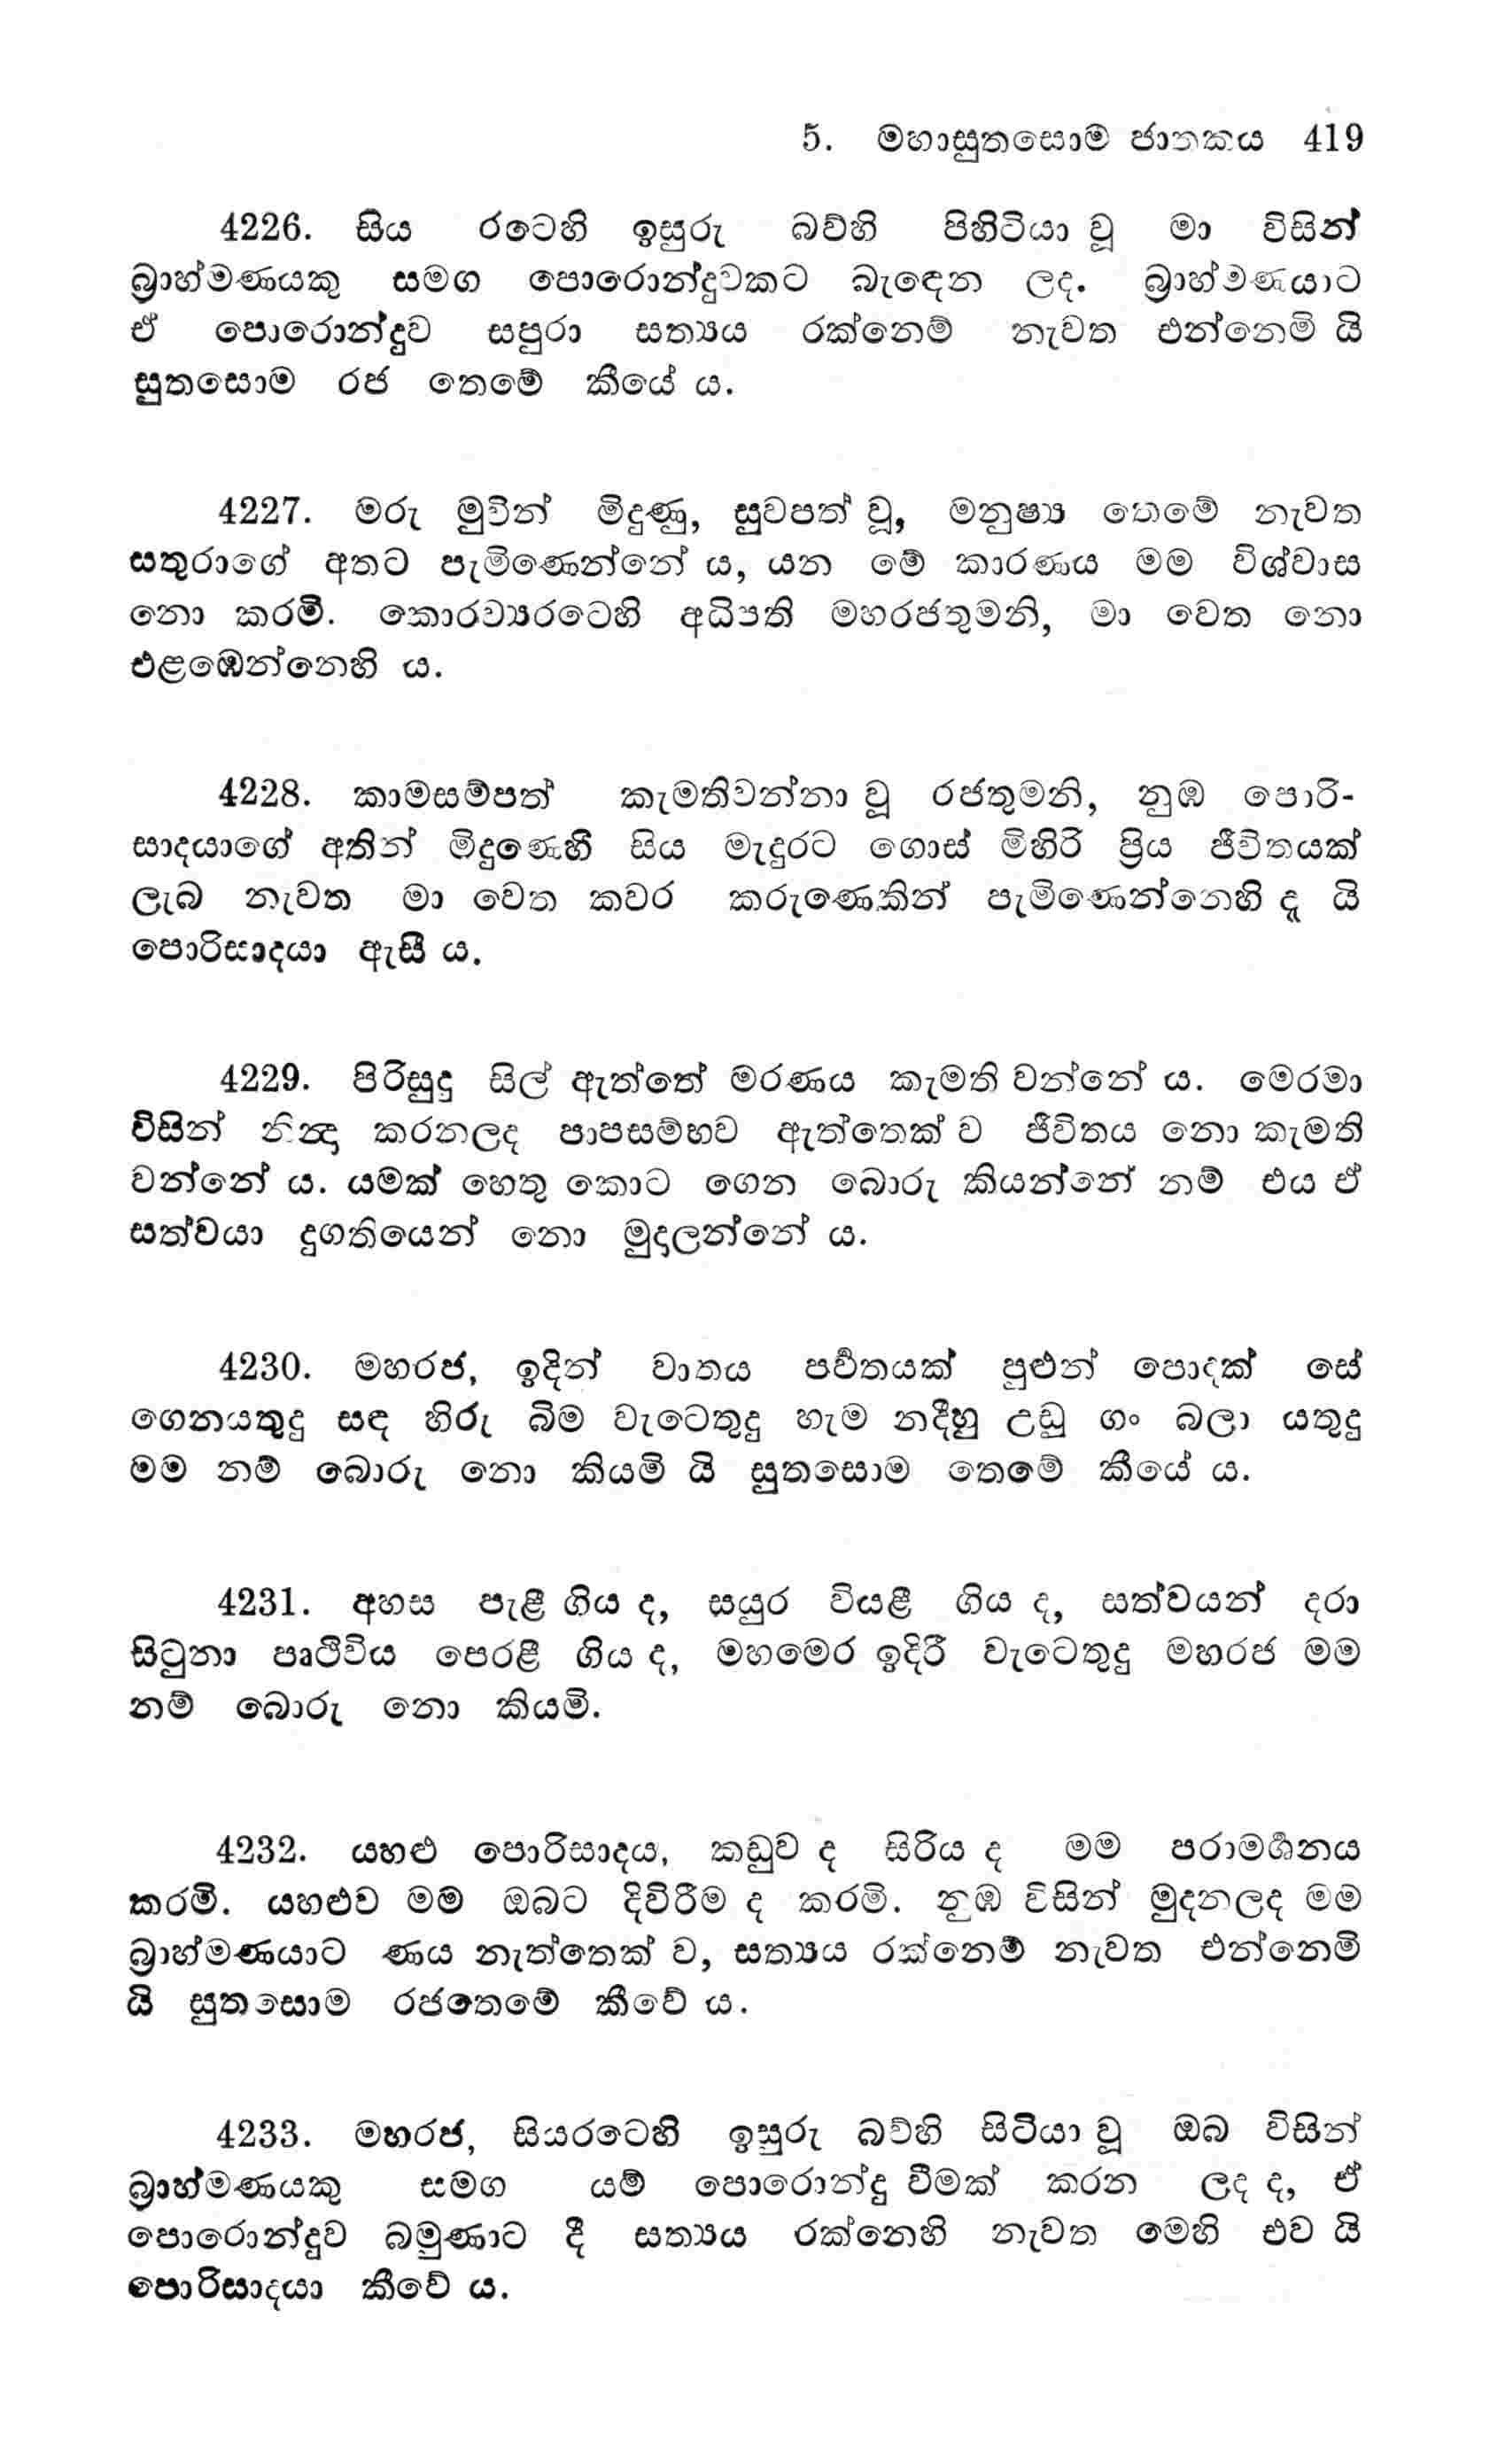 5. මහාසුතසොම ජාතකය 419
4226. සිය රටෙහි ඉසුරු බව්හි පිහිටියා වූ මා විසින්
බ්‍රාහ්මණයකු සමග පොරොන්දුවකට බැඳෙන ලද. බ්‍රාහ්මණයාට
ඒ පොරොන්දුව සපුරා සත්‍යය රක්නෙම් නැවත එන්නෙමි යි
සුතසොම රජ තෙමේ කීයේ ය.
4227. මරු මුවින් මිදුණු, සුවපත් වූ, මනුෂ්‍ය තෙමේ නැවත
සතුරාගේ අතට පැමිණෙන්නේ ය, යන මේ කාරණය මම විශ්වාස
නො කරමි. කොරව්‍යරටෙහි අධිපති මහරජතුමනි, මා වෙත නො
එළඹෙන්නෙහි ය.
4228. කාමසම්පත් කැමතිවන්නා වූ රජතුමනි, නුඹ පොරි-
සාදයාගේ අතින් මිදුණෙහි සිය මැදුරට ගොස් මිහිරි ප්‍රිය ජීවිතයක්
ලැබ නැවත මා වෙත කවර කරුණෙකින් පැමිණෙන්නෙහි දැ යි
පොරිසාදයා ඇසී ය.
4229. පිරිසුදු සිල් ඇත්තේ මරණය කැමති වන්නේ ය. මෙරමා
විසින් නින්‍දා කරනලද පාපසම්භව ඇත්තෙක් ව ජීවිතය නො කැමති
වන්නේ ය. යමක් හෙතු කොට ගෙන බොරු කියන්නේ නම් එය ඒ
සත්වයා දුගතියෙන් නො මුදාලන්නේ ය.
4230. මහරජ, ඉදින් වාතය පර්‍වතයක් පුළුන් පොදක් සේ
ගෙනයතුදු සඳ හිරු බිම වැටෙතුදු හැම නදීහු උඩු ගං බලා යතුදු
මම නම් බොරු නො කියමි යි සුතසොම තෙමේ කීයේ ය.
4231. අහස පැළී ගිය ද, සයුර වියළී ගිය ද, සත්වයන් දරා
සිටුනා පෘථිවිය පෙරළී ගිය ද, මහමෙර ඉදිරී වැටෙතුදු මහරජ මම
නම් බොරු නො කියමි.
4232. යහළු පොරිසාදය, කඩුව ද සිරිය ද මම පරාමර්‍ශනය
කරමි. යහළුව මම ඔබට දිවිරීම ද කරමි. නුඹ විසින් මුදනලද මම
බ්‍රාහ්මණයාට ණය නැත්තෙක් ව, සත්‍යය රක්නෙම් නැවත එන්නෙමි
යි සුතසොම රජතෙමේ කීවේ ය.
4233. මහරජ, සියරටෙහි ඉසුරු බව්හි සිටියා වූ ඔබ විසින්
බ්‍රාහ්මණයකු සමග යම් පොරොන්දු වීමක් කරන ලද ද, ඒ
පොරොන්දුව බමුණාට දී සත්‍යය රක්නෙහි නැවත මෙහි එව යි
පොරිසාදයා කීවේ ය.